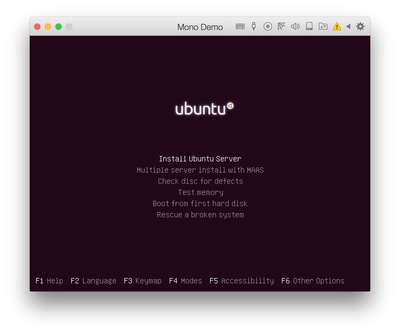 Mono Demo
ubuntu
Install Ubuntu Server
Multiple server install with MAAS
Check disc for defects
Test memory
Boot from first hard disk
Rescue a broken system
F1 Help F2 Language F3 Keymap F4 Modes F5 Accessibility F6 Other Options